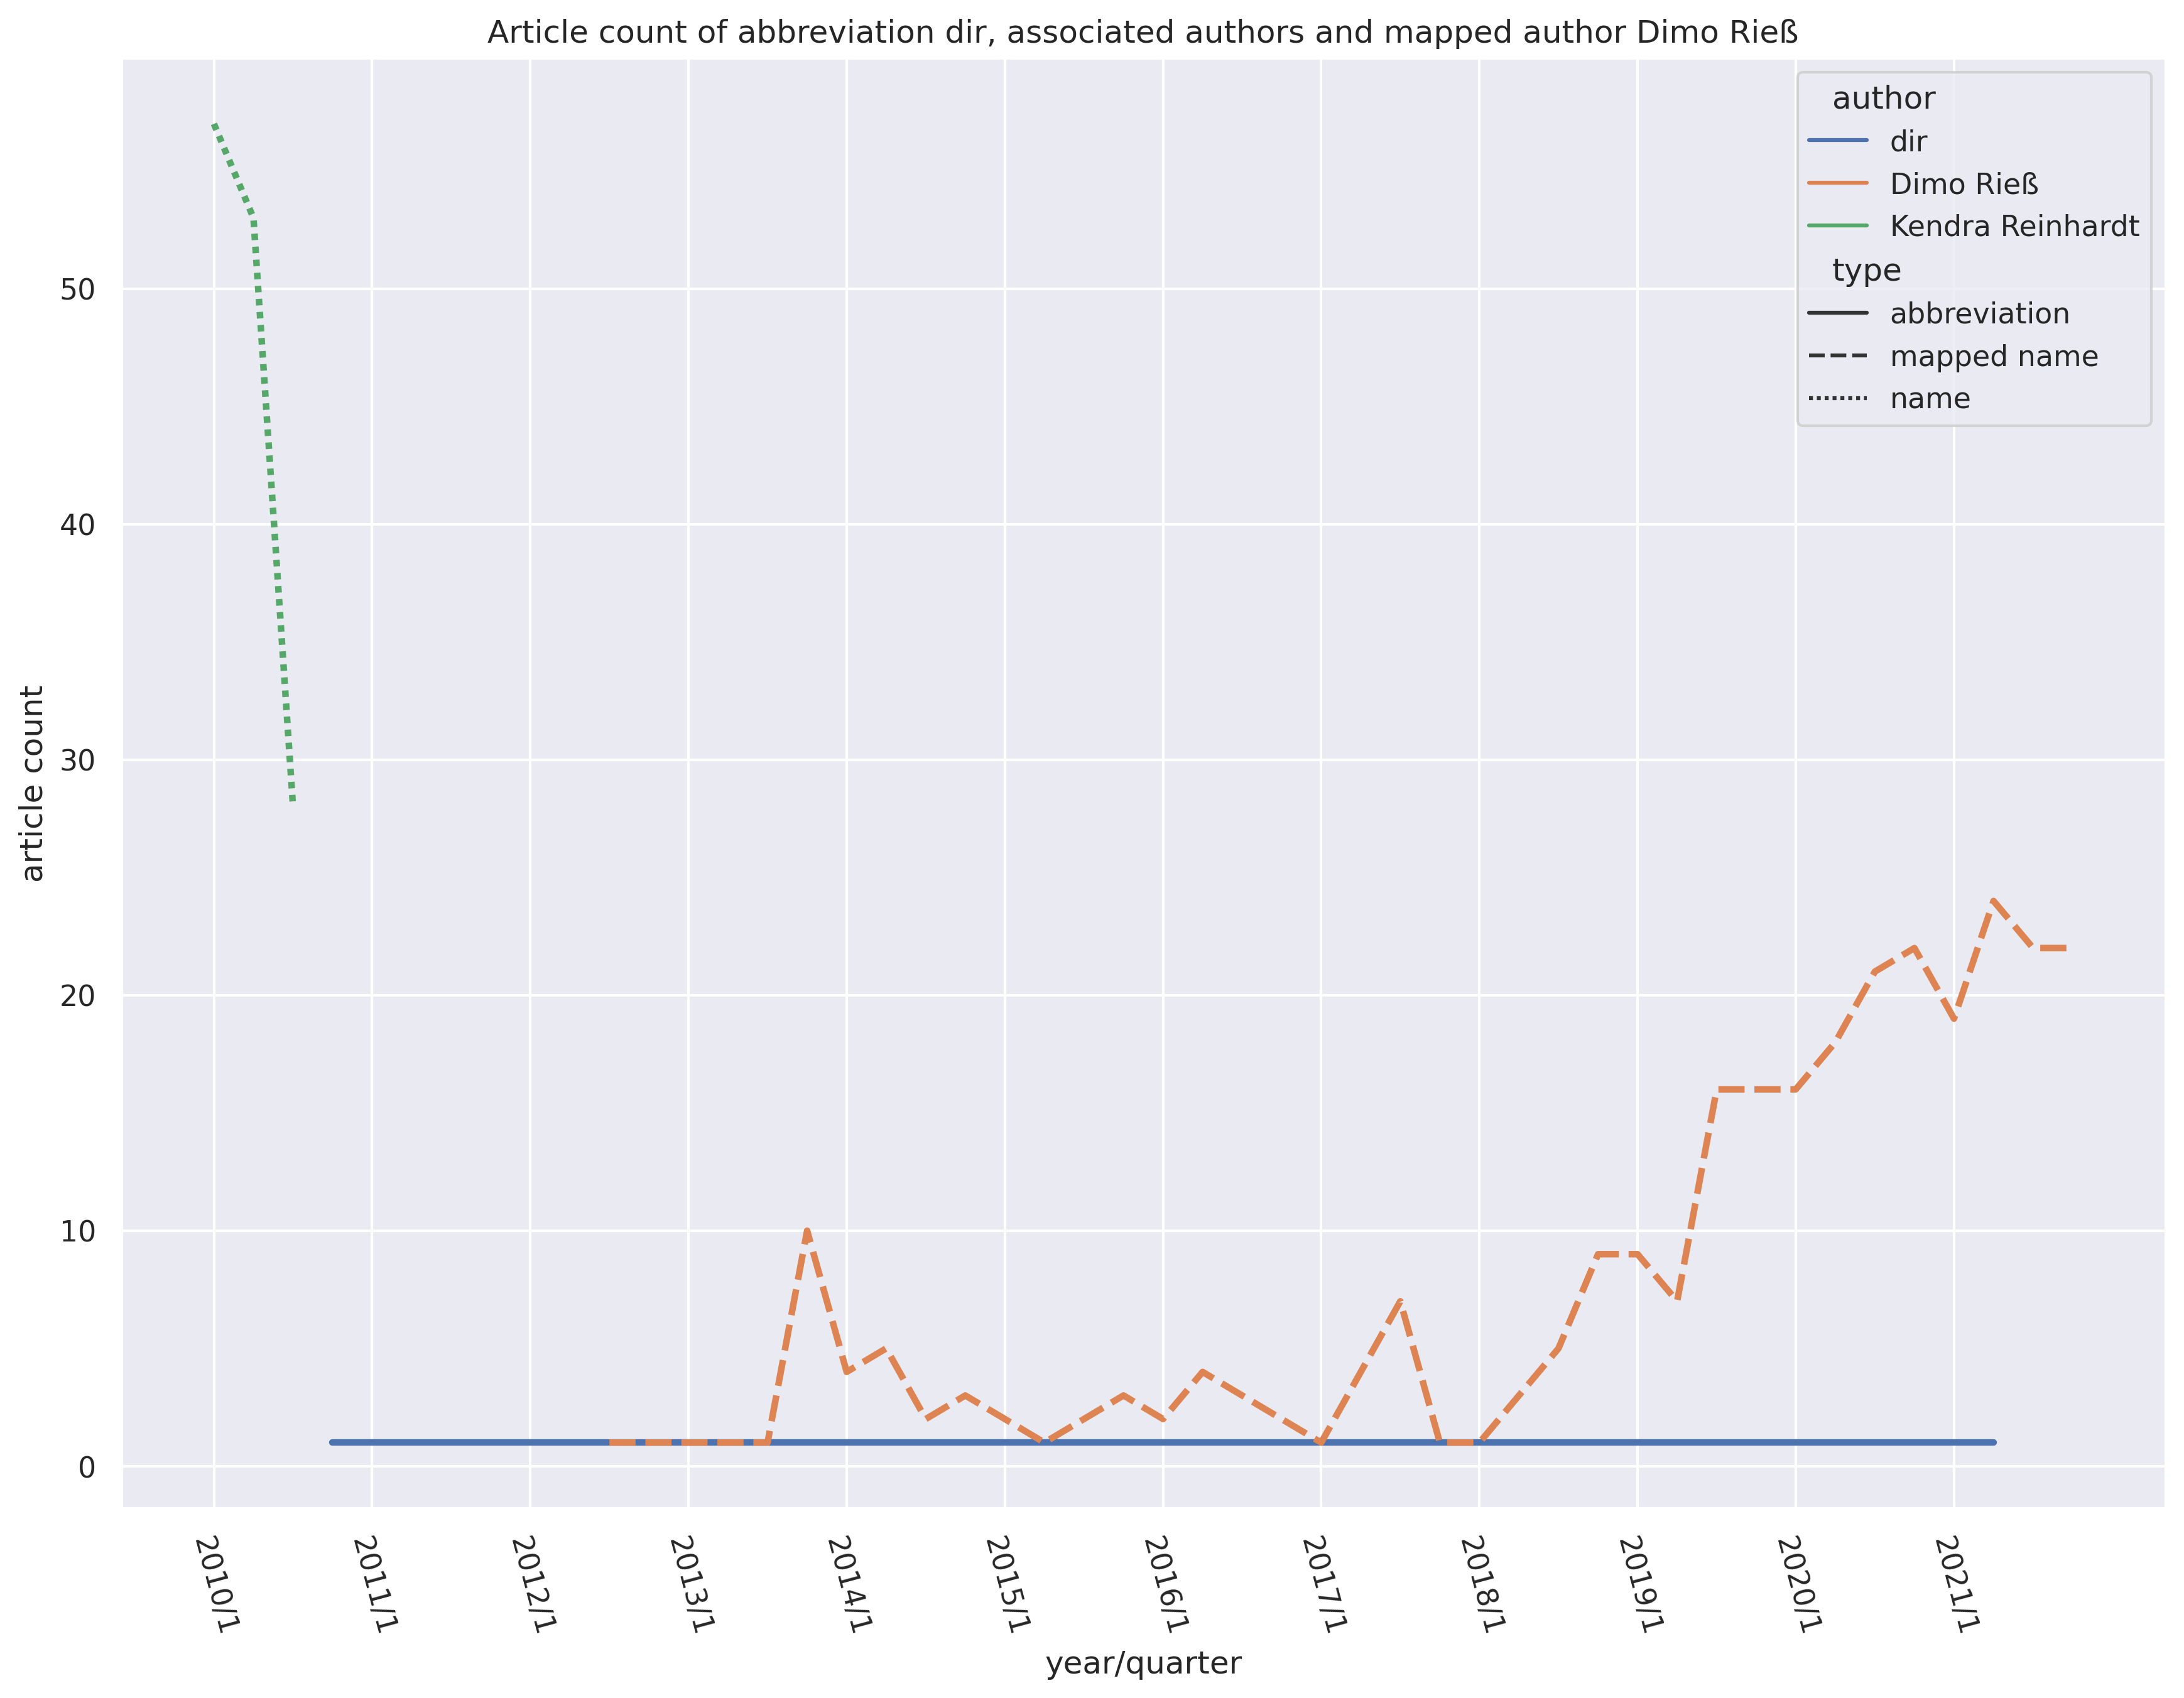 Article count of abbreviation dir, associated authors and mapped author Dimo Rieß
author
dir
Dimo Rieß
Kendra Reinhardt
type
abbreviation
mapped name
name
article count
50
40
30
20
10
0
2010/1
2011/1
2012/1
2013/1
2014/1
2015/1
2016/1
2017/1
2018/1
2019/1
2020/1
2021/1
year/quarter